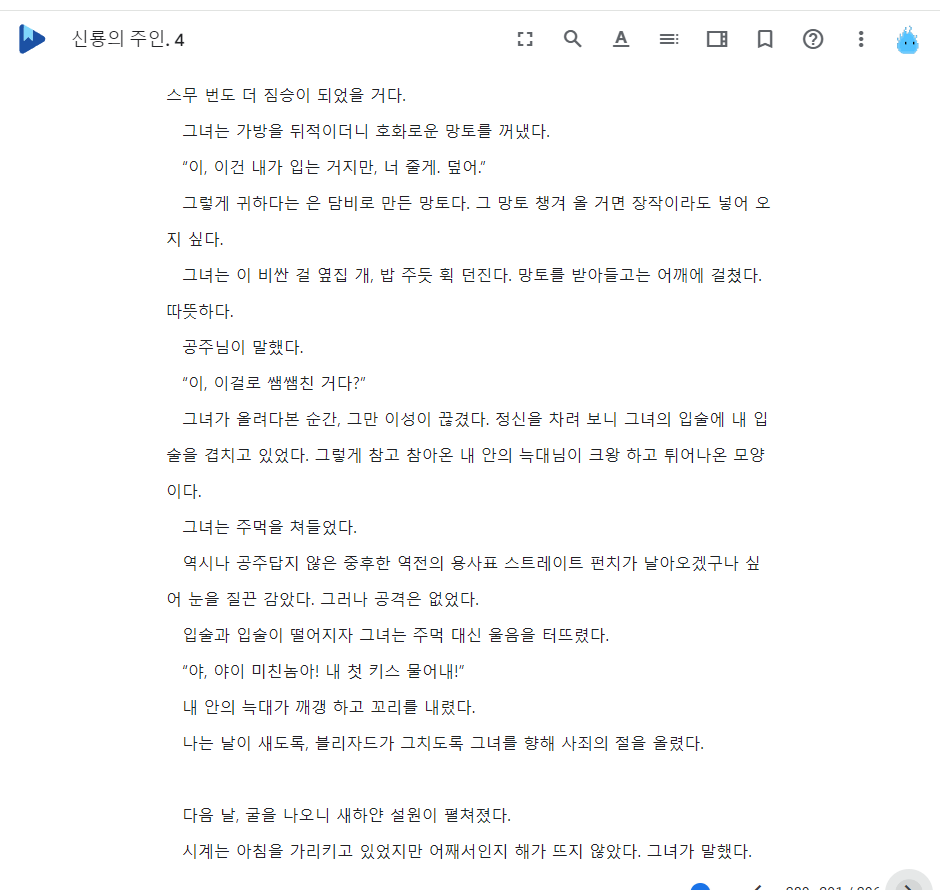 신룡의 주인. 4
스무 번도 더 짐승이 되었을 거다.
그녀는 가방을 뒤적이더니 호화로운 망토를 꺼냈다.
“이, 이건 내가 입는 거지만, 너 줄게. 덮어.”
그렇게 귀하다는 은 담비로 만든 망토다. 그 망토 챙겨 올 거면 장작이라도 넣어 오
지 싶다.
그녀는 이 비싼 걸 옆집 개, 밥 주듯 휙 던진다. 망토를 받아들고는 어깨에 걸쳤다.
따뜻하다.
공주님이 말했다.
“이, 이걸로 쌤쌤친 거다?”
그녀가 올려다본 순간, 그만 이성이 끊겼다. 정신을 차려 보니 그녀의 입술에 내 입
술을 겹치고 있었다. 그렇게 참고 참아온 내 안의 늑대님이 크왕 하고 튀어나온 모양
이다.
그녀는 주먹을 쳐들었다.
역시나 공주답지 않은 중후한 역전의 용사표 스트레이트 펀치가 날아오겠구나 싶
어 눈을 질끈 감았다. 그러나 공격은 없었다.
입술과 입술이 떨어지자 그녀는 주먹 대신 울음을 터뜨렸다.
“야, 야이 미친놈아! 내 첫 키스 물어내!”
내 안의 늑대가 깨갱 하고 꼬리를 내렸다.
나는 날이 새도록, 블리자드가 그치도록 그녀를 향해 사죄의 절을 올렸다.
다음 날, 굴을 나오니 새하얀 설원이 펼쳐졌다.
시계는 아침을 가리키고 있었지만 어째서인지 해가 뜨지 않았다. 그녀가 말했다.